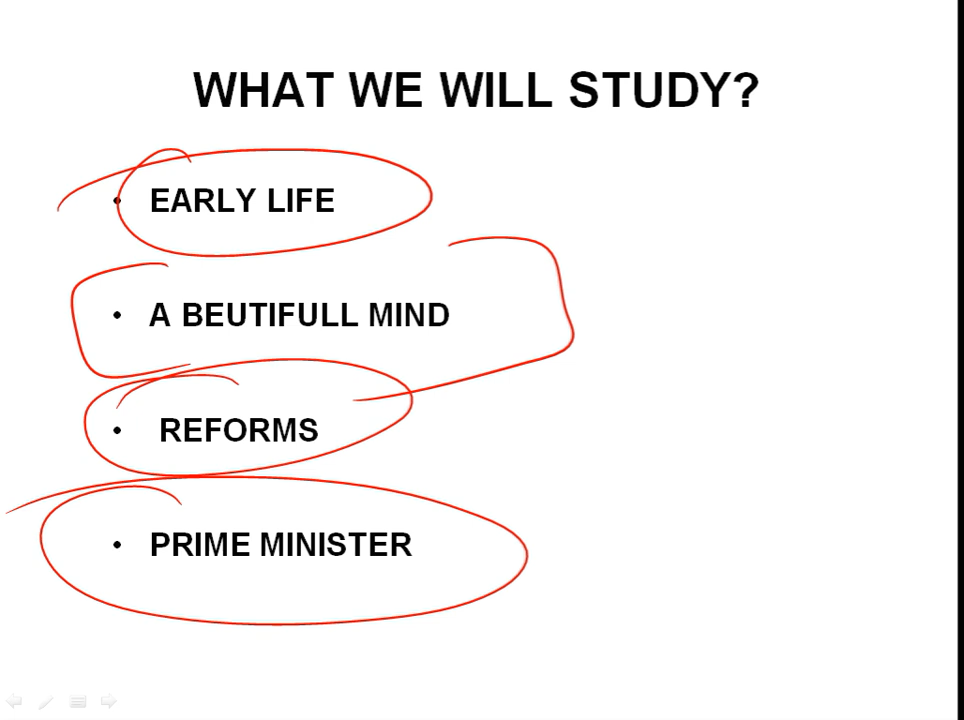 WHAT WE WILL STUDY?
• EARLY LIFE
• A BEUTIFULL MIND
• REFORMS
• PRIME MINISTER